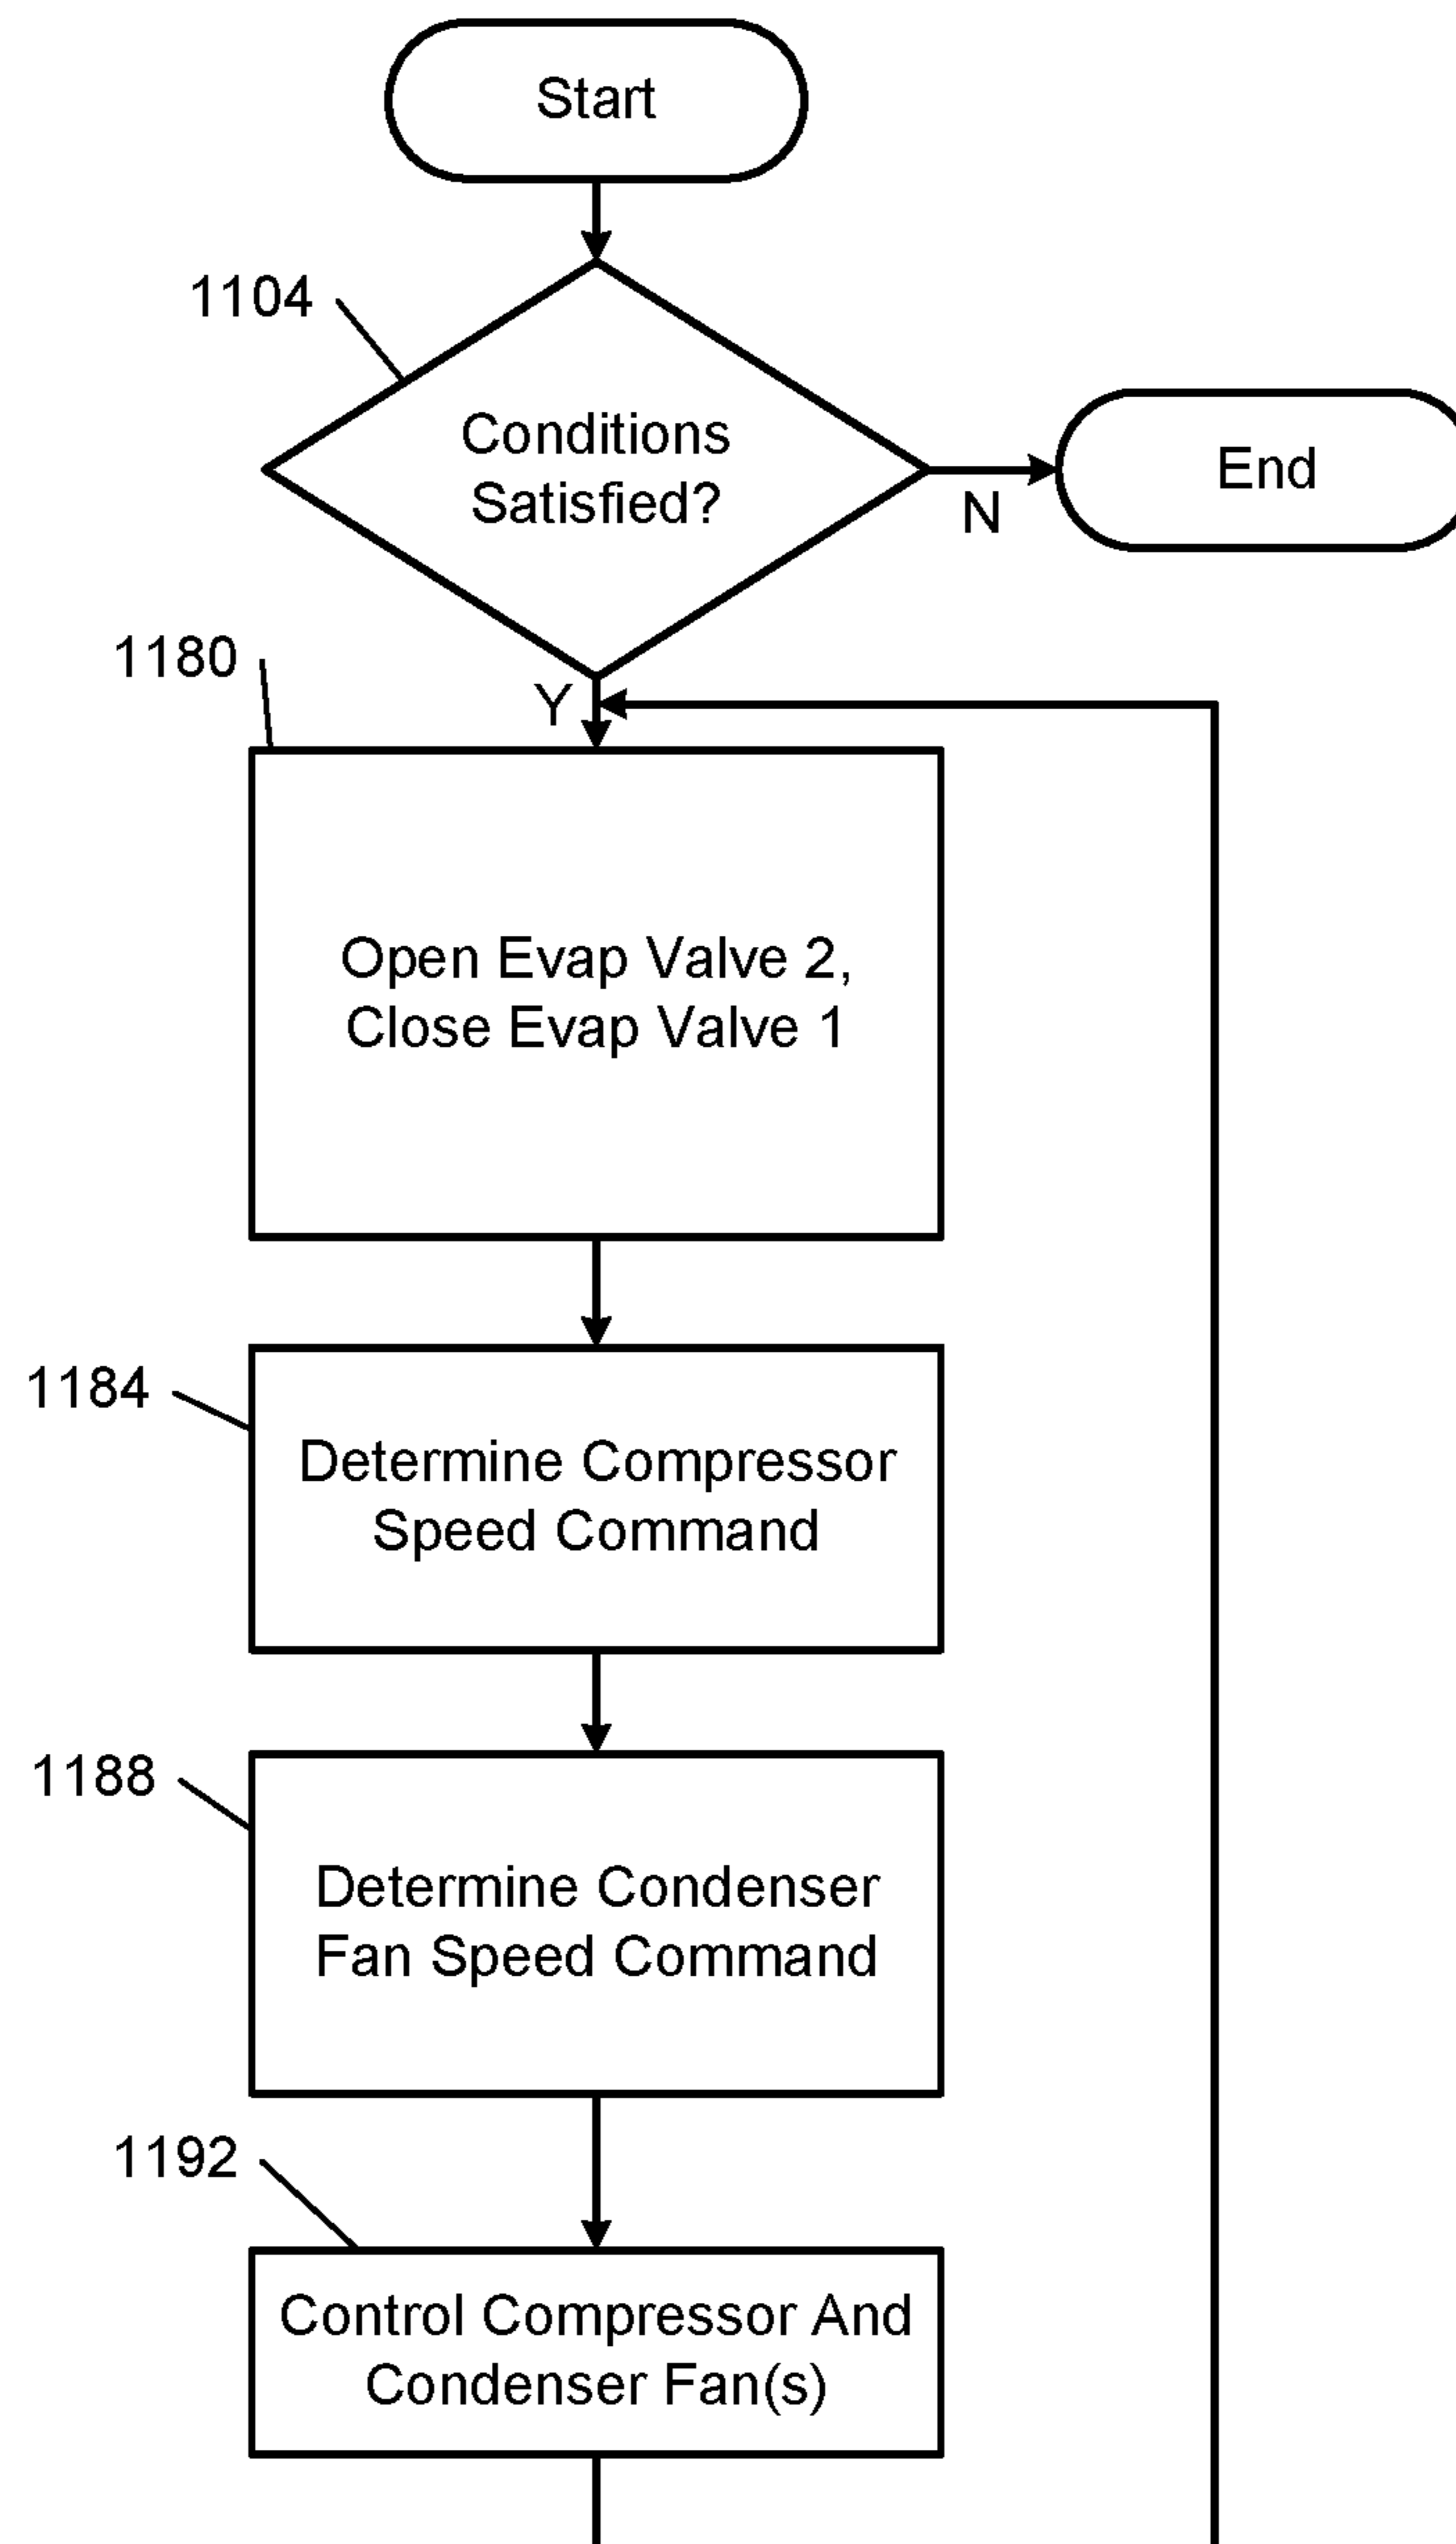 Start
1104
Conditions
Satisfied?
End
N
1180
Y
Open Evap Valve 2,
Close Evap Valve 1
1184
Determine Compressor
Speed Command
1188
Determine Condenser
Fan Speed Command
1192
Control Compressor And
Condenser Fan(s)